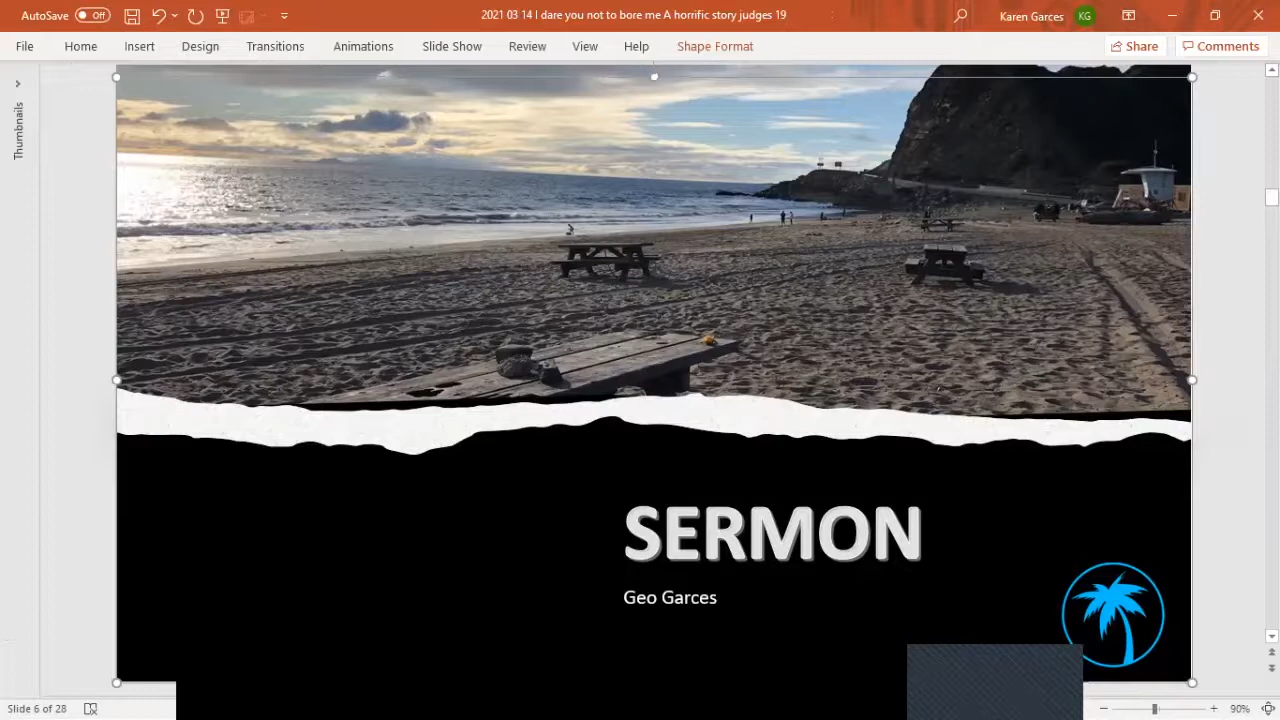 AutoSave Off 2021 03 14 I dare you not to bore me A horrific story judges 19 Karen Garces KG
File Home Insert Design Transitions Animations Slide Show Review View Help Shape Format Share Comments
Thumbnails
SERMON
Geo Garces
Slide 6 of 28 90%